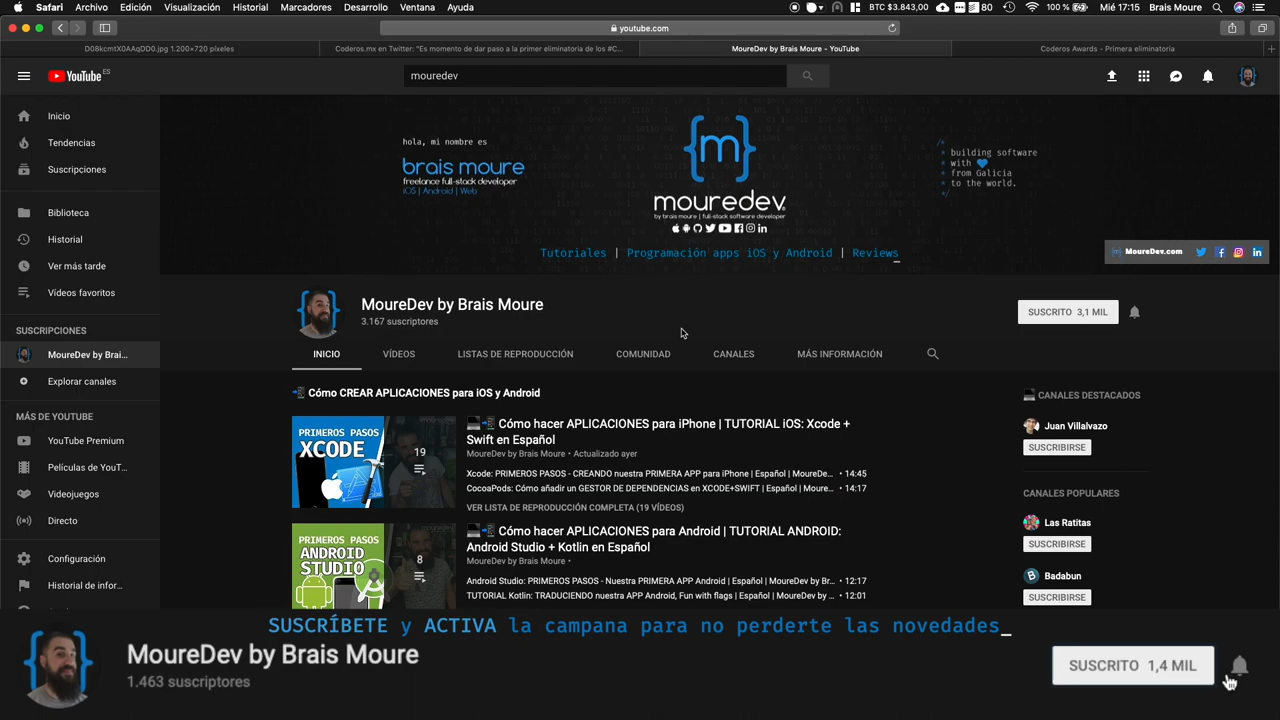 Safari Archivo Edición Visualización Historial Marcadores Desarrollo Ventana Ayuda BTC $3.843,00 80 100 % Mié 17:15 Brais Moure
youtube.com
D08kcmtX0AAqDD0.jpg 1.200×720 píxeles Coderos.mx en Twitter: "Es momento de dar paso a la primer eliminatoria de los #C... MoureDev by Brais Moure - YouTube Coderos Awards - Primera eliminatoria
YouTube ES
mouredev
Inicio
Tendencias
Suscripciones
Biblioteca
Historial
Ver más tarde
Vídeos favoritos
SUSCRIPCIONES
MoureDev by Brai...
Explorar canales
MÁS DE YOUTUBE
YouTube Premium
Películas de YouT...
Videojuegos
Directo
Configuración
Historial de infor...
hola, mi nombre es
brais moure
freelance full-stack developer
iOS | Android | Web
{m}
mouredev
by brais moure | full-stack software developer
/*
* building software
* with 💙
* from Galicia
* to the world.
*/
Tutoriales | Programación apps iOS y Android | Reviews_
{m} MoureDev.com
MoureDev by Brais Moure
3.167 suscriptores
SUSCRITO 3,1 MIL
INICIO VÍDEOS LISTAS DE REPRODUCCIÓN COMUNIDAD CANALES MÁS INFORMACIÓN
Cómo CREAR APLICACIONES para iOS y Android
PRIMEROS PASOS
XCODE
19
Cómo hacer APLICACIONES para iPhone | TUTORIAL iOS: Xcode +
Swift en Español
MoureDev by Brais Moure • Actualizado ayer
Xcode: PRIMEROS PASOS - CREANDO nuestra PRIMERA APP para iPhone | Español | MoureDe... • 14:45
CocoaPods: Cómo añadir un GESTOR DE DEPENDENCIAS en XCODE+SWIFT | Español | Moure... • 14:17
VER LISTA DE REPRODUCCIÓN COMPLETA (19 VÍDEOS)
PRIMEROS PASOS
ANDROID
STUDIO
8
Cómo hacer APLICACIONES para Android | TUTORIAL ANDROID:
Android Studio + Kotlin en Español
MoureDev by Brais Moure •
Android Studio: PRIMEROS PASOS - Nuestra PRIMERA APP Android | Español | MoureDev by Br... • 12:17
TUTORIAL Kotlin: TRADUCIENDO nuestra APP Android, Fun with flags | Español | MoureDev by ... • 12:01
CANALES DESTACADOS
Juan Villalvazo
SUSCRIBIRSE
CANALES POPULARES
Las Ratitas
SUSCRIBIRSE
Badabun
SUSCRIBIRSE
SUSCRÍBETE y ACTIVA la campana para no perderte las novedades_
MoureDev by Brais Moure
1.463 suscriptores
SUSCRITO 1,4 MIL